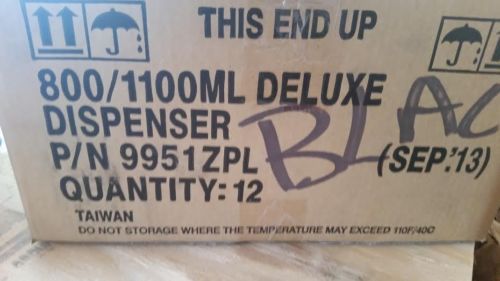 THIS END UP
800/1100ML DELUXE
DISPENSER
P/N 9951ZPL
BLAC
(SEP.'13)
QUANTITY: 12
TAIWAN
DO NOT STORAGE WHERE THE TEMPERATURE MAY EXCEED 110F/40C